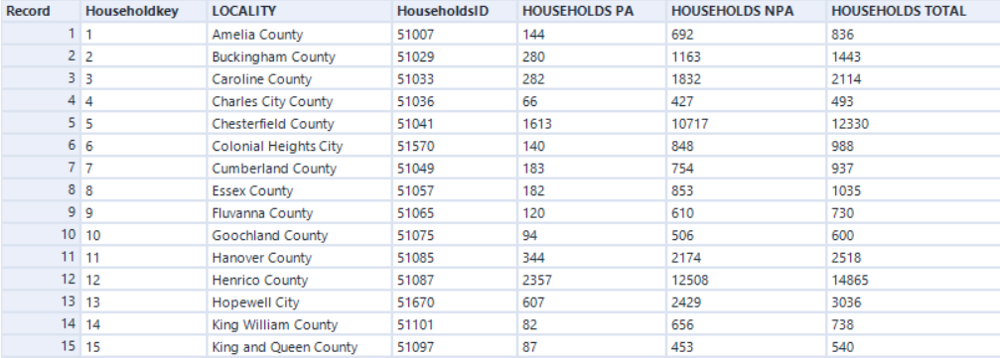 Record Householdkey LOCALITY HouseholdsID HOUSEHOLDS PA HOUSEHOLDS NPA HOUSEHOLDS TOTAL
1 1 Amelia County 51007 144 692 836
2 2 Buckingham County 51029 280 1163 1443
3 3 Caroline County 51033 282 1832 2114
4 4 Charles City County 51036 66 427 493
5 5 Chesterfield County 51041 1613 10717 12330
6 6 Colonial Heights City 51570 140 848 988
7 7 Cumberland County 51049 183 754 937
8 8 Essex County 51057 182 853 1035
9 9 Fluvanna County 51065 120 610 730
10 10 Goochland County 51075 94 506 600
11 11 Hanover County 51085 344 2174 2518
12 12 Henrico County 51087 2357 12508 14865
13 13 Hopewell City 51670 607 2429 3036
14 14 King William County 51101 82 656 738
15 15 King and Queen County 51097 87 453 540